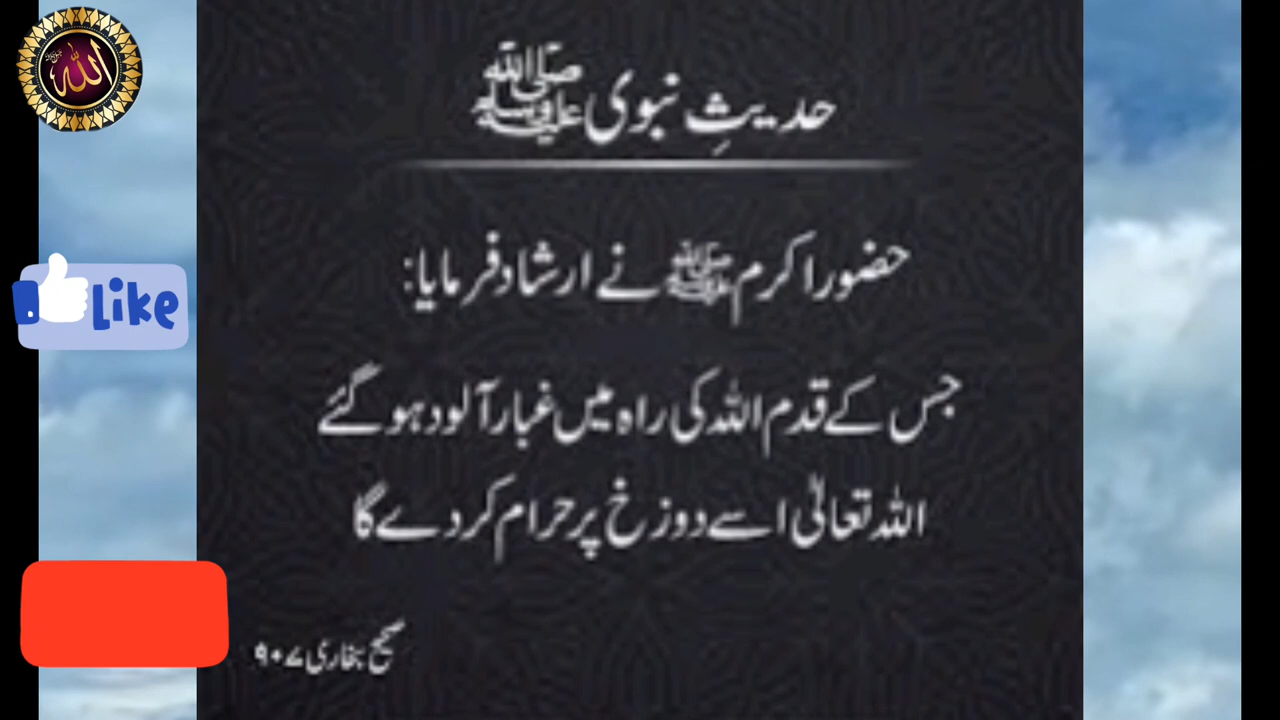 اللہ
حدیثِ نبوی ﷺ
حضور اکرم ﷺ نے ارشاد فرمایا:
جس کے قدم اللہ کی راہ میں غبار آلود ہو گئے
اللہ تعالیٰ اسے دوزخ پر حرام کر دے گا
صحیح بخاری ۹۰۷
Like